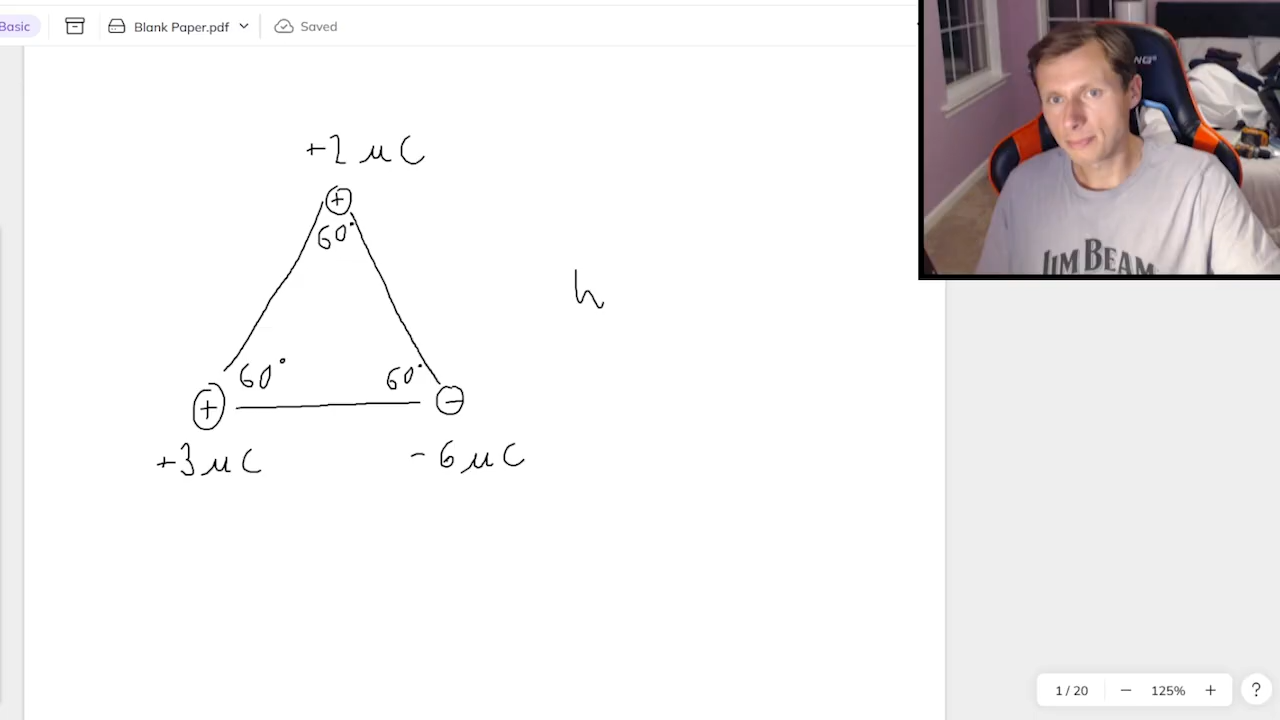 Basic
Blank Paper.pdf
Saved
+2 μC
+
60°
60°
60°
+
−
+3 μC
- 6 μC
h
NG
JIM BEAM
1 / 20
−
125%
+
?